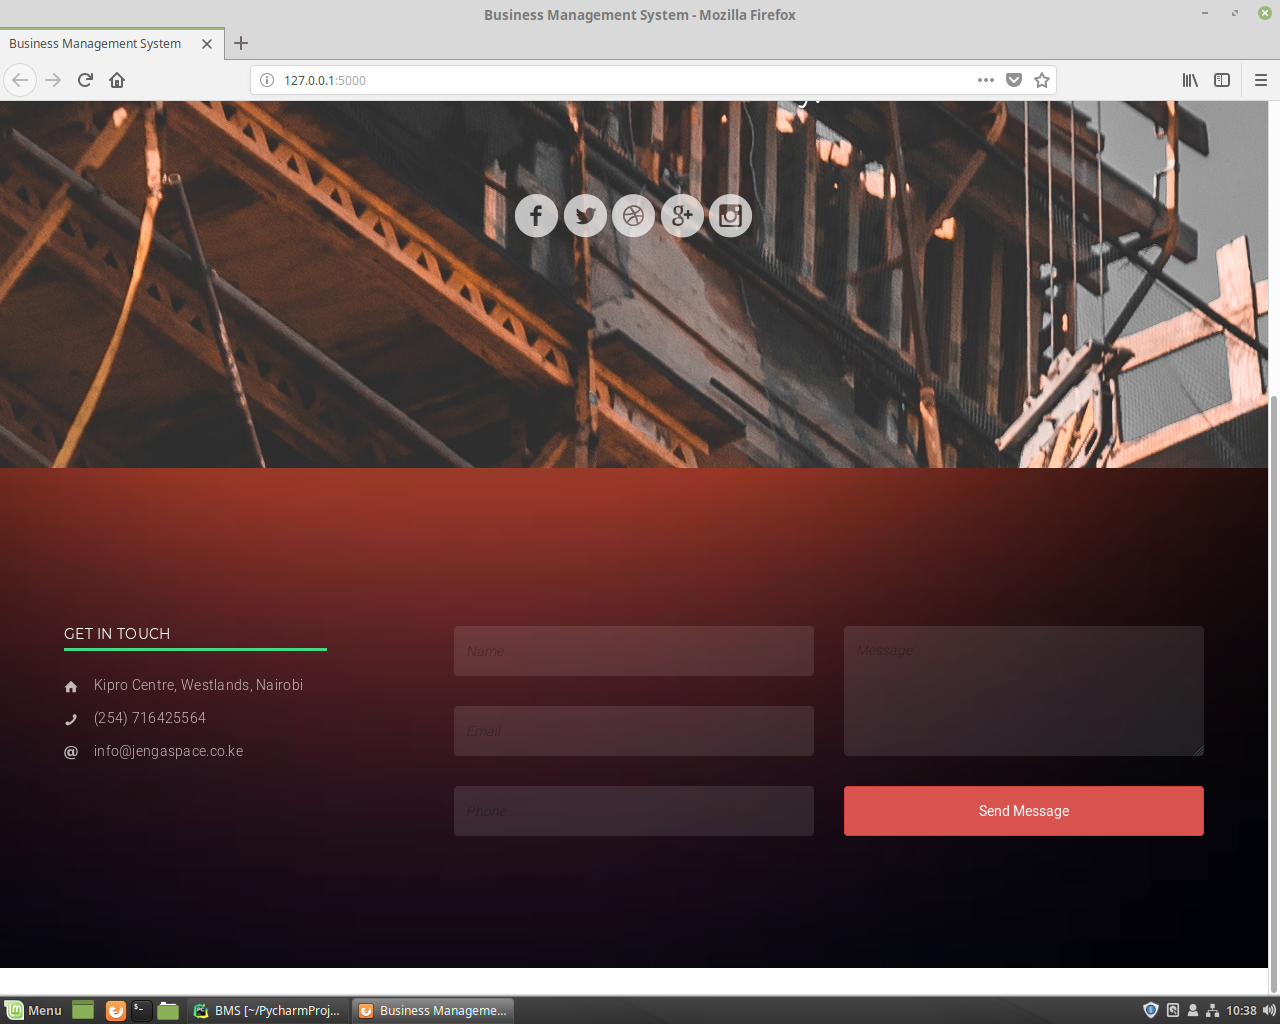 Business Management System - Mozilla Firefox
Business Management System
127.0.0.1:5000
GET IN TOUCH
Kipro Centre, Westlands, Nairobi
(254) 716425564
info@jengaspace.co.ke
Name
Email
Phone
Message
Send Message
Menu
BMS [~/PycharmProj...
Business Manageme...
10:38